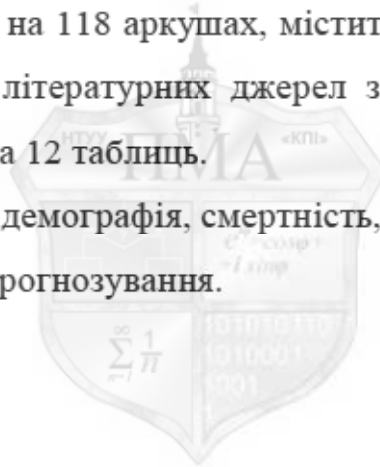 на 118 аркушах, містит
літературних джерел з
а 12 таблиць.
демографія, смертність,
рогнозування.
НТУУ «КПІ»
ПМА